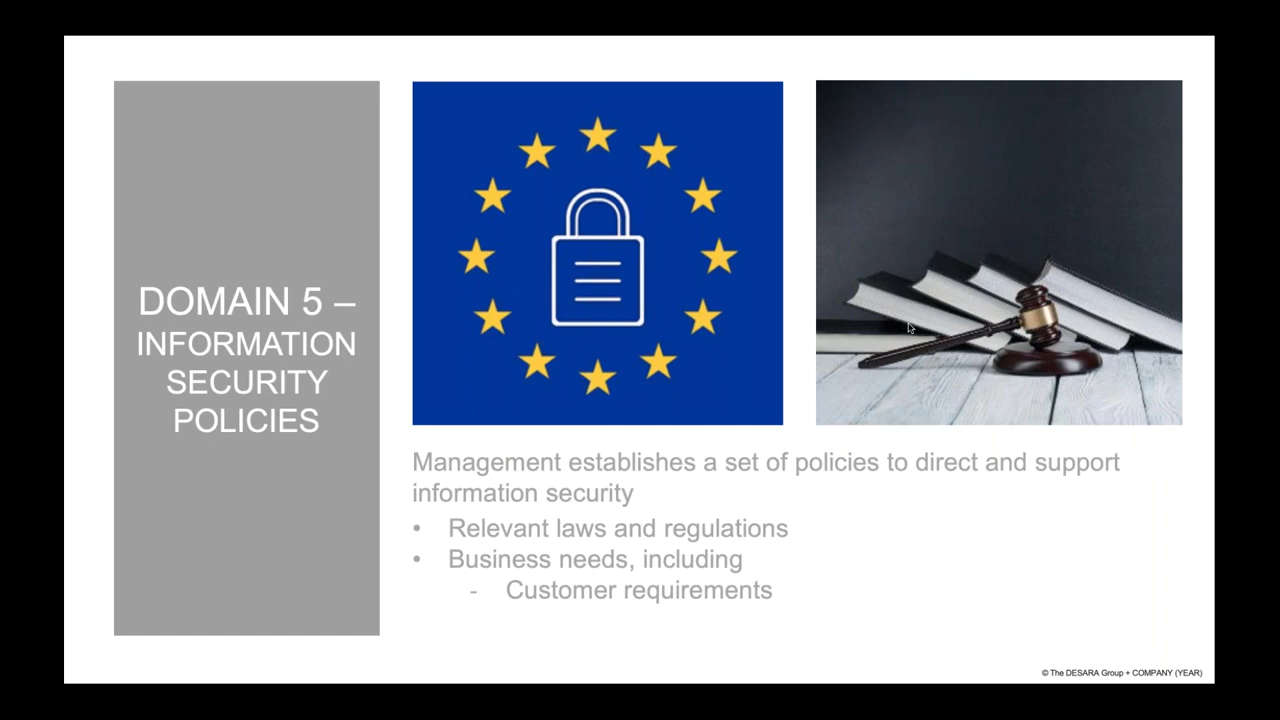 DOMAIN 5 –
INFORMATION
SECURITY
POLICIES
Management establishes a set of policies to direct and support
information security
• Relevant laws and regulations
• Business needs, including
- Customer requirements
© The DESARA Group + COMPANY (YEAR)